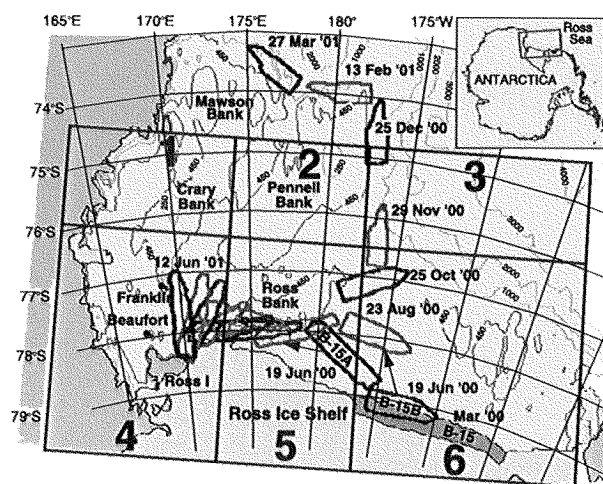 165°E 170°E 175°E 180° 175°W
Ross
Sea
ANTARCTICA
27 Mar '01
13 Feb '01
74°S
Mawson
Bank
25 Dec '00
75°S
2
3
Crary
Bank
Pennell
Bank
76°S
29 Nov '00
12 Jun '01
77°S
Franklin
Ross
Bank
25 Oct '00
Beaufort
23 Aug '00
78°S
B-15A
Ross I
19 Jun '00
19 Jun '00
79°S
Ross Ice Shelf
B-15B
Mar '00
B-15
4
5
6